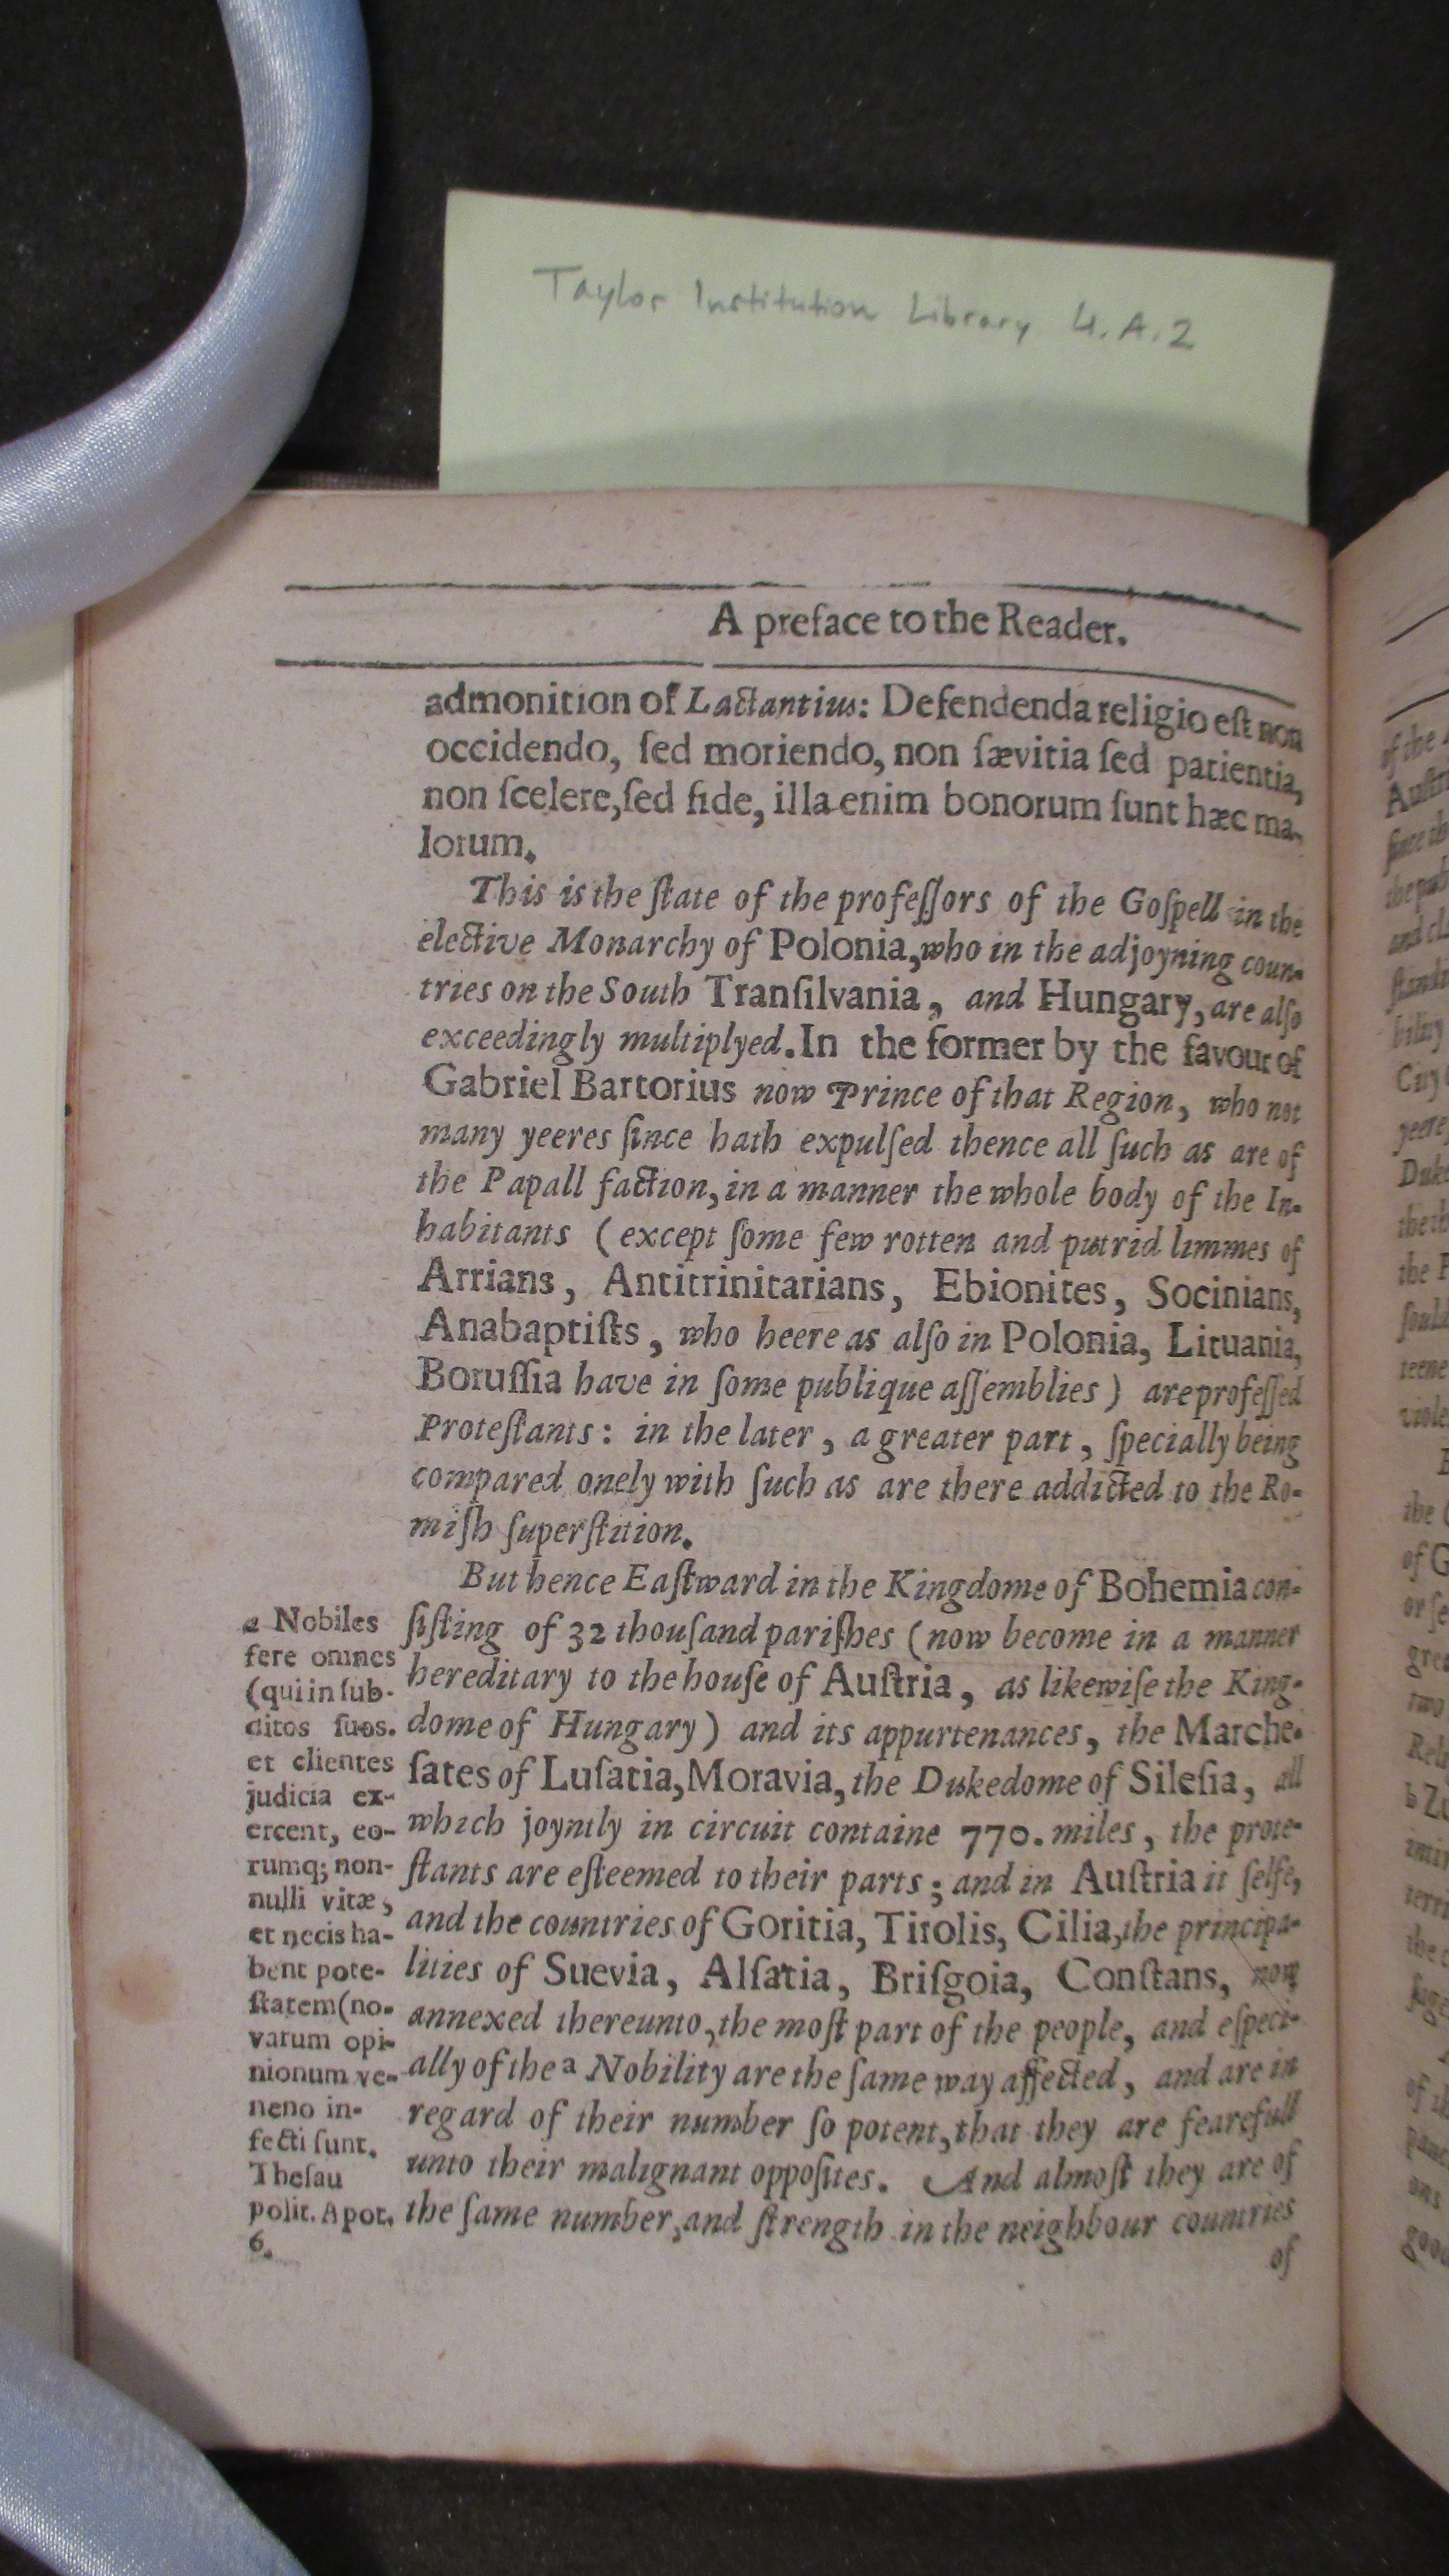 Taylor Institution Library 4.A.2
A preface to the Reader.
admonition of Lactantius: Defendenda religio eſt non
occidendo, ſed moriendo, non ſævitia ſed patientia,
non ſcelere,ſed fide, illa enim bonorum ſunt hæc ma-
lorum.
This is the ſtate of the profeſſors of the Goſpell in the
elective Monarchy of Polonia,who in the adjoyning coun-
tries on the South Tranſilvania, and Hungary, are alſo
exceedingly multiplyed. In the former by the favour of
Gabriel Bartorius now Prince of that Region, who not
many yeeres ſince hath expulſed thence all ſuch as are of
the Papall faction,in a manner the whole body of the In-
habitants (except ſome few rotten and putrid limmes of
Arrians, Antitrinitarians, Ebionites, Socinians,
Anabaptiſts, who heere as alſo in Polonia, Lituania,
Boruſſia have in ſome publique aſſemblies) are profeſſed
Proteſtants: in the later, a greater part, ſpecially being
compared onely with ſuch as are there addicted to the Ro-
miſh ſuperſtition.
But hence Eaſtward in the Kingdome of Bohemia con-
ſiſting of 32 thouſand pariſhes (now become in a manner
hereditary to the houſe of Auſtria, as likewiſe the King-
dome of Hungary) and its appurtenances, the Marche-
ſates of Luſatia,Moravia, the Dukedome of Sileſia, all
which joyntly in circuit containe 770. miles, the prote-
ſtants are eſteemed to their parts; and in Auſtria it ſelfe,
and the countries of Goritia, Tirolis, Cilia,the principa-
lities of Suevia, Alſatia, Briſgoia, Conſtans, now
annexed thereunto,the moſt part of the people, and eſpeci-
ally of the a Nobility are the ſame way affected, and are in
regard of their number ſo potent,that they are fearefull
unto their malignant oppoſites. And almoſt they are of
the ſame number,and ſtrength in the neighbour countries
of
a Nobiles
fere omnes
(qui in ſub-
ditos ſuos.
et clientes
judicia ex-
ercent, eo-
rumq; non-
nulli vitæ,
et necis ha-
bent pote-
ſtatem(no-
varum opi-
nionum ve-
neno in-
fecti ſunt.
Theſau
polit. Apot.
6.